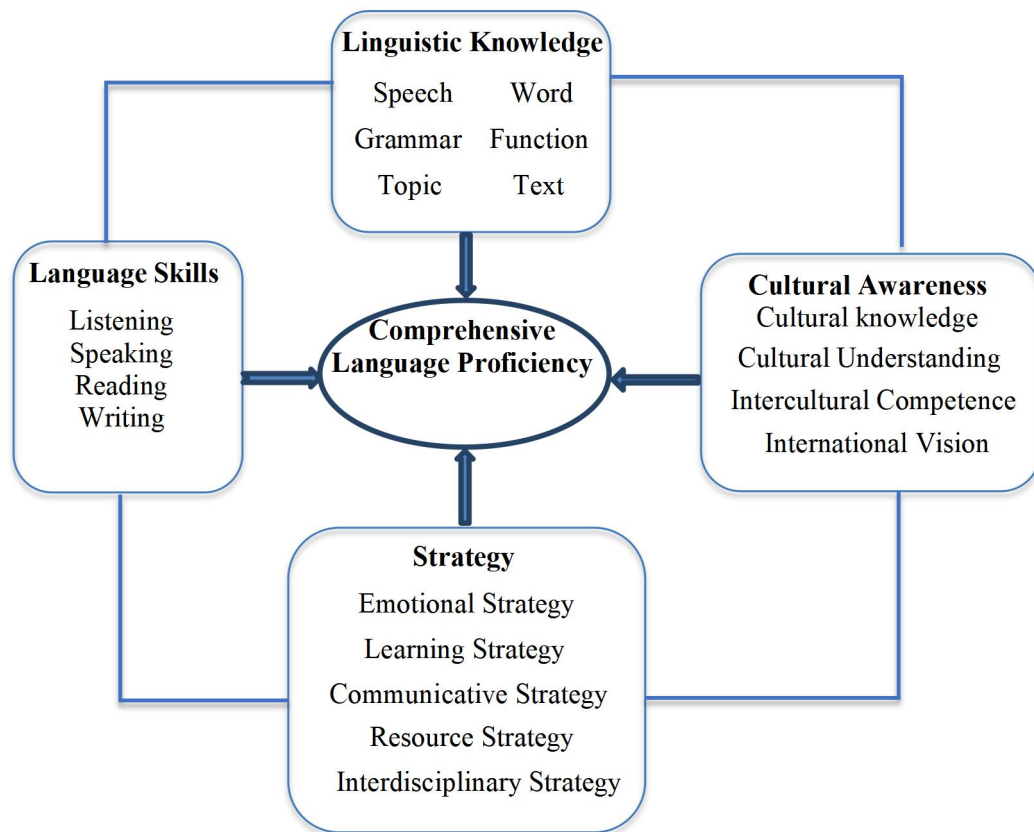 Linguistic Knowledge
Speech Word
Grammar Function
Topic Text
Language Skills
Listening
Speaking
Reading
Writing
Comprehensive
Language Proficiency
Cultural Awareness
Cultural knowledge
Cultural Understanding
Intercultural Competence
International Vision
Strategy
Emotional Strategy
Learning Strategy
Communicative Strategy
Resource Strategy
Interdisciplinary Strategy